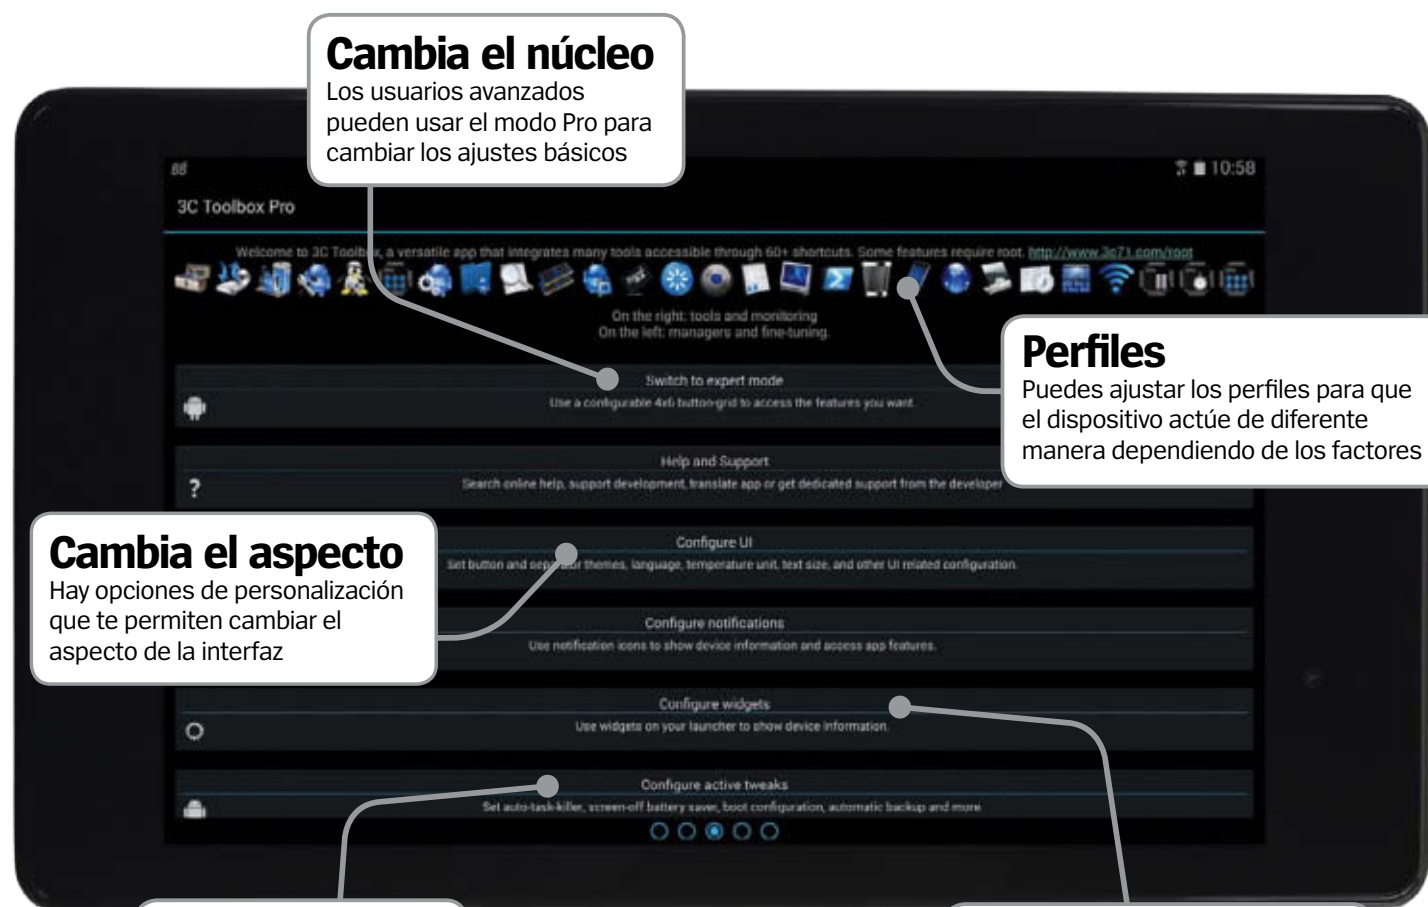 Cambia el núcleo
Los usuarios avanzados
pueden usar el modo Pro para
cambiar los ajustes básicos
10:58
3C Toolbox Pro
Welcome to 3C Toolbox, a versatile app that integrates many tools accessible through 60+ shortcuts. Some features require root. http://www.3c71.com/root
On the right: tools and monitoring
On the left: managers and fine-tuning.
Perfiles
Puedes ajustar los perfiles para que
el dispositivo actúe de diferente
manera dependiendo de los factores
Switch to expert mode
Use a configurable 4x6 button-grid to access the features you want.
Help and Support
?
Search online help, support development, translate app or get dedicated support from the developer
Cambia el aspecto
Hay opciones de personalización
que te permiten cambiar el
aspecto de la interfaz
Configure UI
Set button and separator themes, language, temperature unit, text size, and other UI related configuration.
Configure notifications
Use notification icons to show device information and access app features.
Configure widgets
Use widgets on your launcher to show device information.
Configure active tweaks
Set auto-task-killer, screen-off battery saver, boot configuration, automatic backup and more